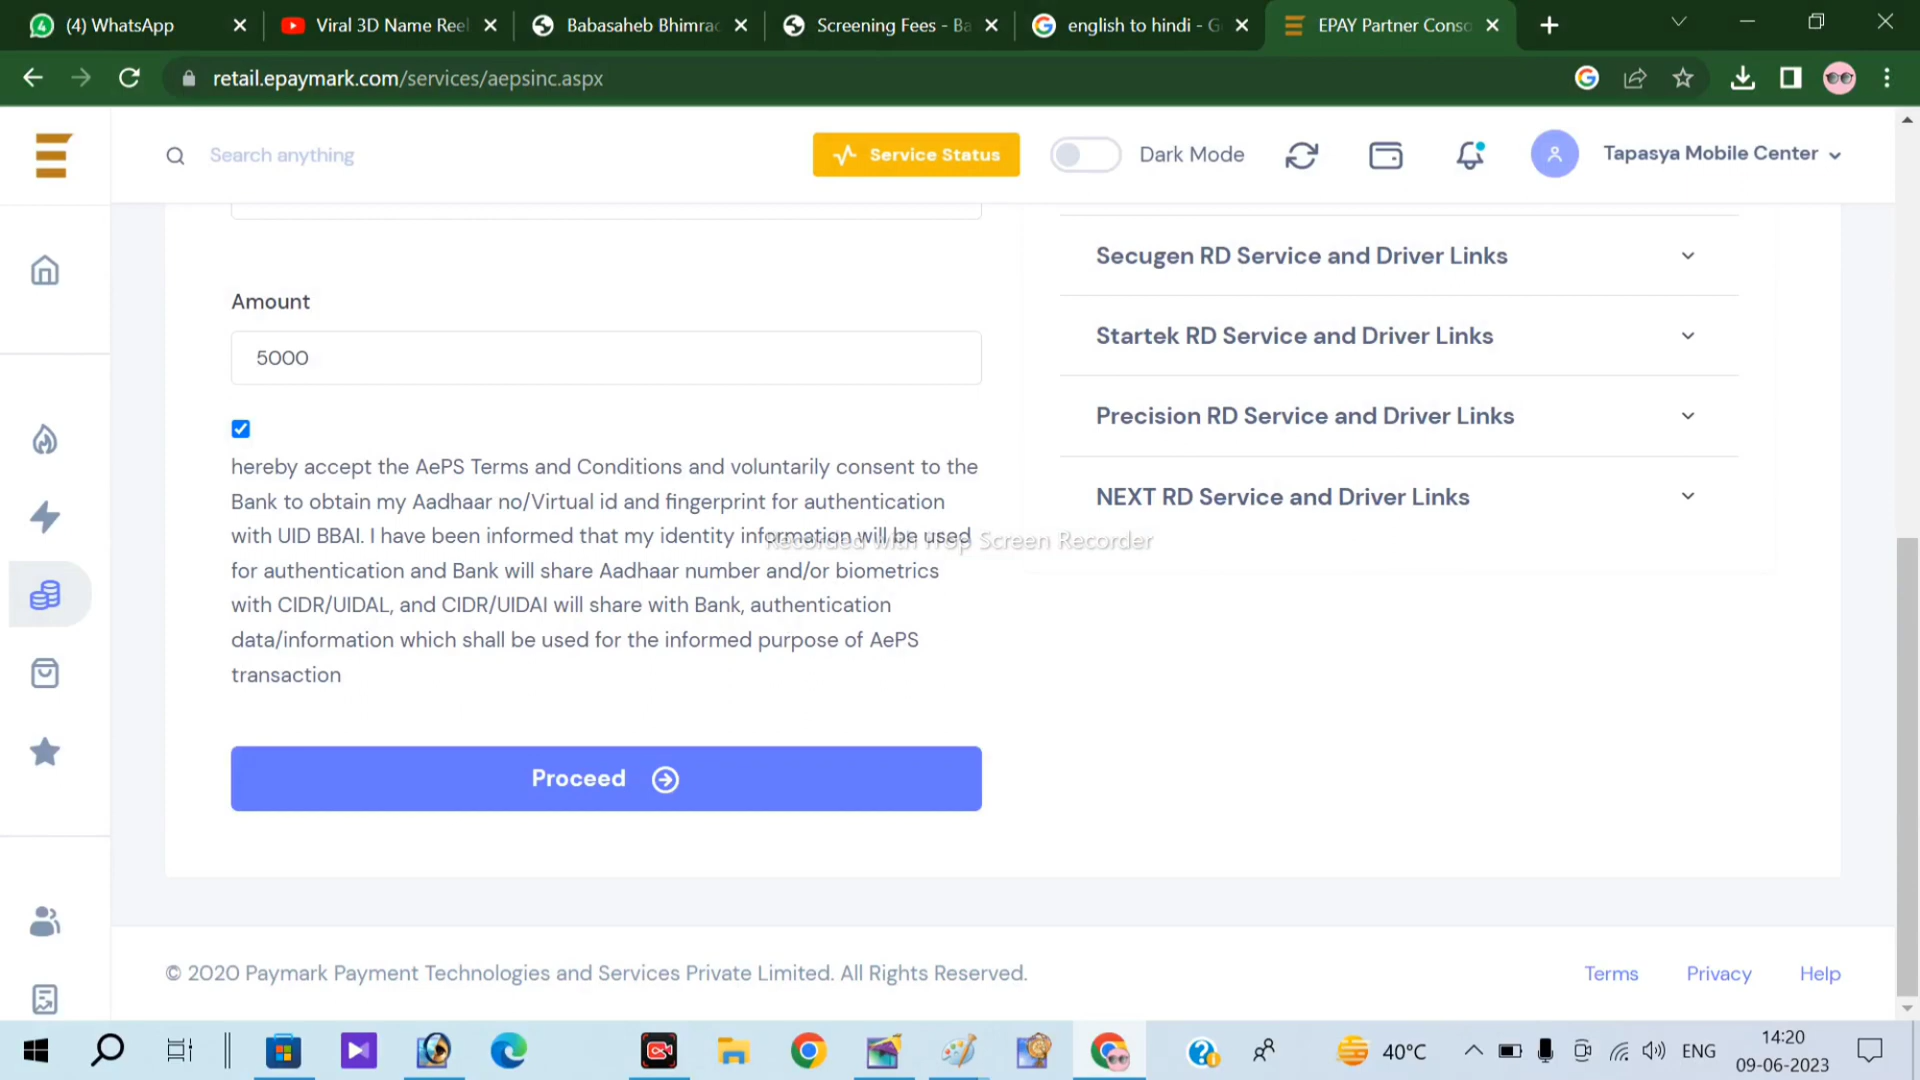 (4) WhatsApp
Viral 3D Name Reel
Babasaheb Bhimrao
Screening Fees - Ba
english to hindi - G
EPAY Partner Conso
retail.epaymark.com/services/aepsinc.aspx
Search anything
Service Status
Dark Mode
Tapasya Mobile Center
Amount
5000
hereby accept the AePS Terms and Conditions and voluntarily consent to the
Bank to obtain my Aadhaar no/Virtual id and fingerprint for authentication
with UID BBAI. I have been informed that my identity information will be used
for authentication and Bank will share Aadhaar number and/or biometrics
with CIDR/UIDAL, and CIDR/UIDAI will share with Bank, authentication
data/information which shall be used for the informed purpose of AePS
transaction
Proceed
Secugen RD Service and Driver Links
Startek RD Service and Driver Links
Precision RD Service and Driver Links
NEXT RD Service and Driver Links
Recorded with iTop Screen Recorder
© 2020 Paymark Payment Technologies and Services Private Limited. All Rights Reserved.
Terms
Privacy
Help
40°C
ENG
14:20
09-06-2023